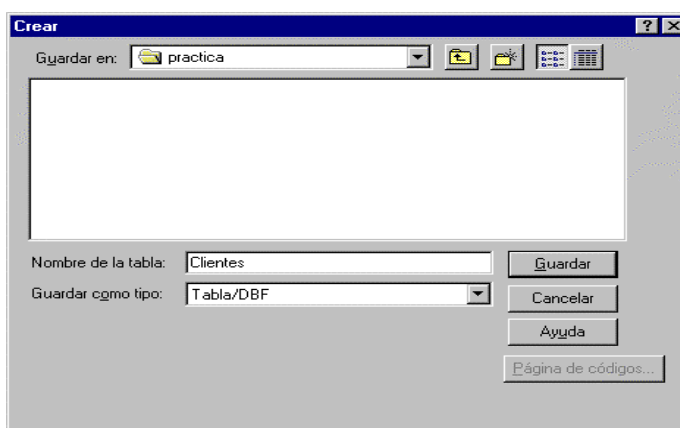 Crear
Guardar en: practica
Nombre de la tabla: Clientes
Guardar como tipo: Tabla/DBF
Guardar
Cancelar
Ayuda
Página de códigos...